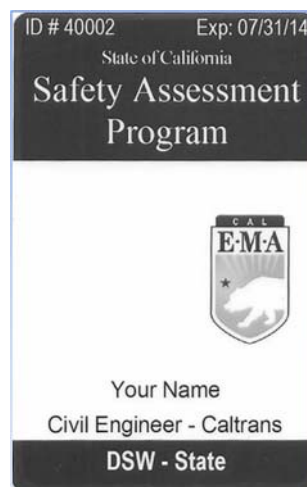 ID # 40002 Exp: 07/31/14
State of California
Safety Assessment
Program
CAL
E·M·A
Your Name
Civil Engineer - Caltrans
DSW - State